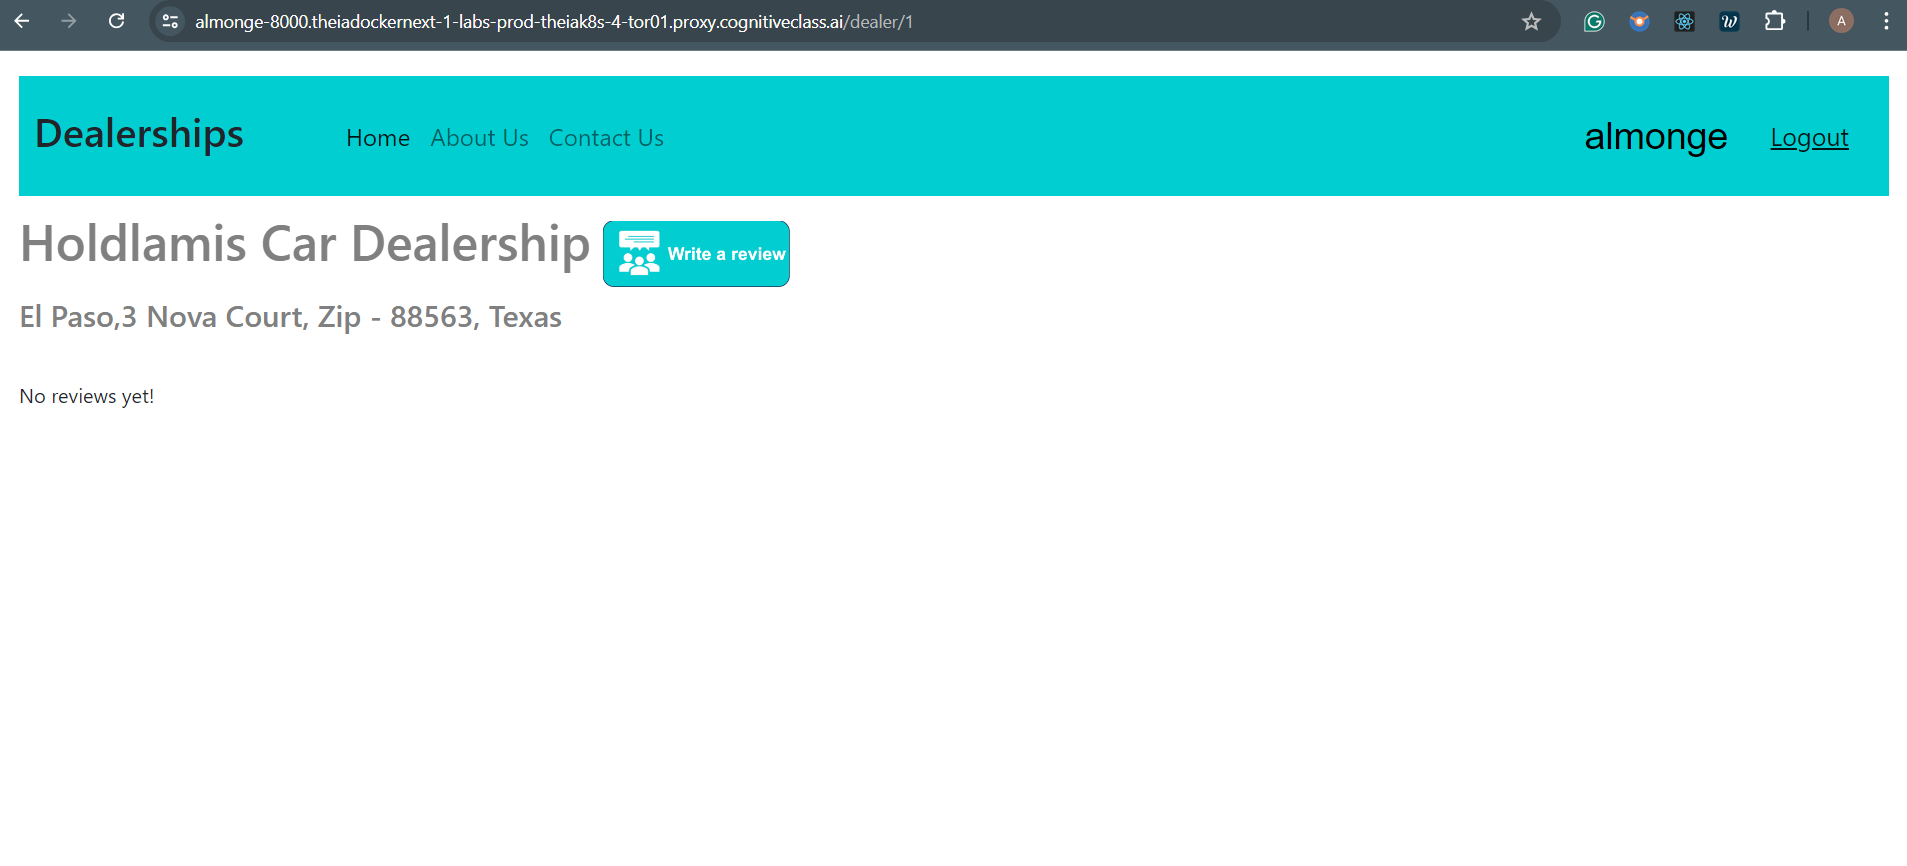 almonge-8000.theiadockernext-1-labs-prod-theiak8s-4-tor01.proxy.cognitiveclass.ai/dealer/1
A
Dealerships Home About Us Contact Us almonge Logout
Holdlamis Car Dealership Write a review
El Paso,3 Nova Court, Zip - 88563, Texas
No reviews yet!